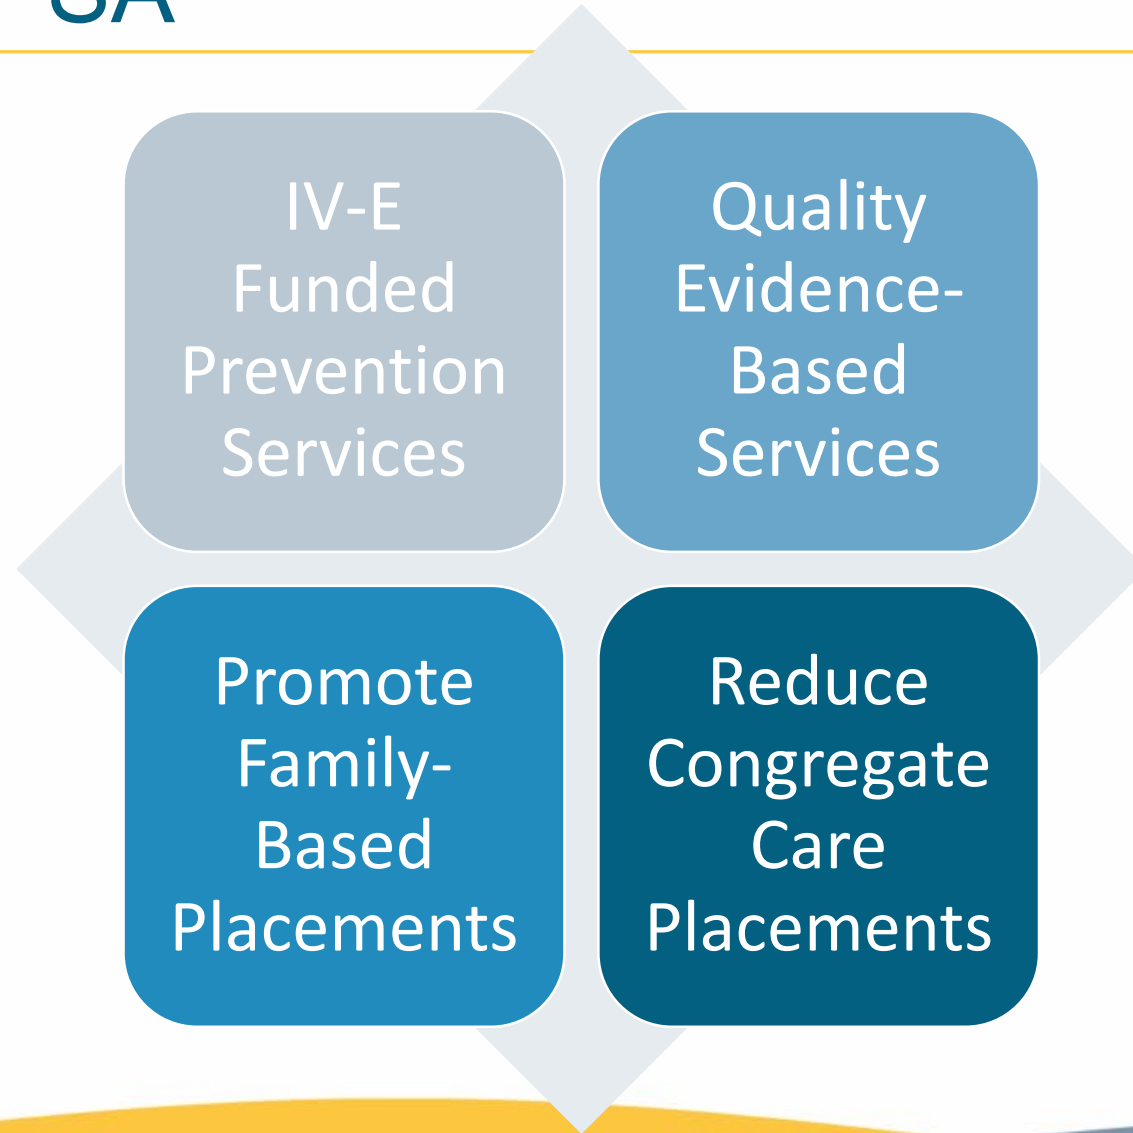 IV-E
Funded
Prevention
Services
Quality
Evidence-
Based
Services
Promote
Family-
Based
Placements
Reduce
Congregate
Care
Placements